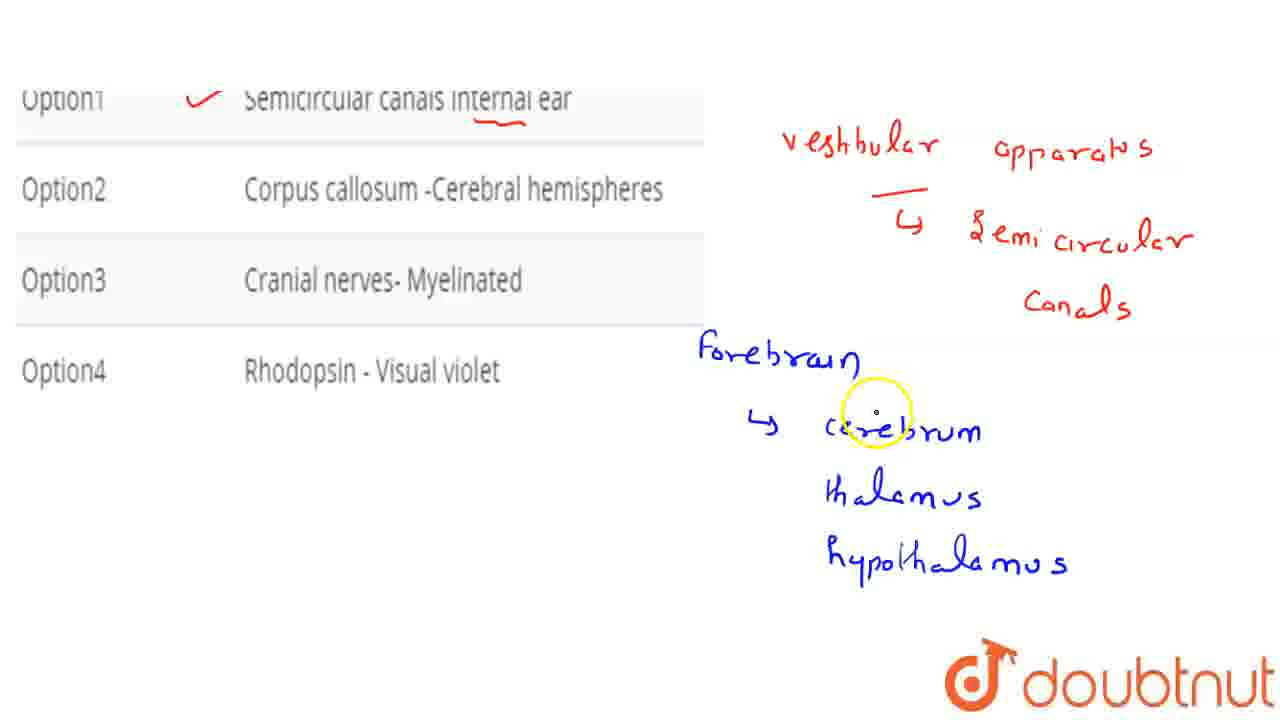 Option1 Semicircular canals internal ear
Option2 Corpus callosum -Cerebral hemispheres
Option3 Cranial nerves- Myelinated
Option4 Rhodopsin - Visual violet
vestibular apparatus
↳ Semi circular
canals
forebrain
↳ cerebrum
thalamus
hypothalamus
doubtnut